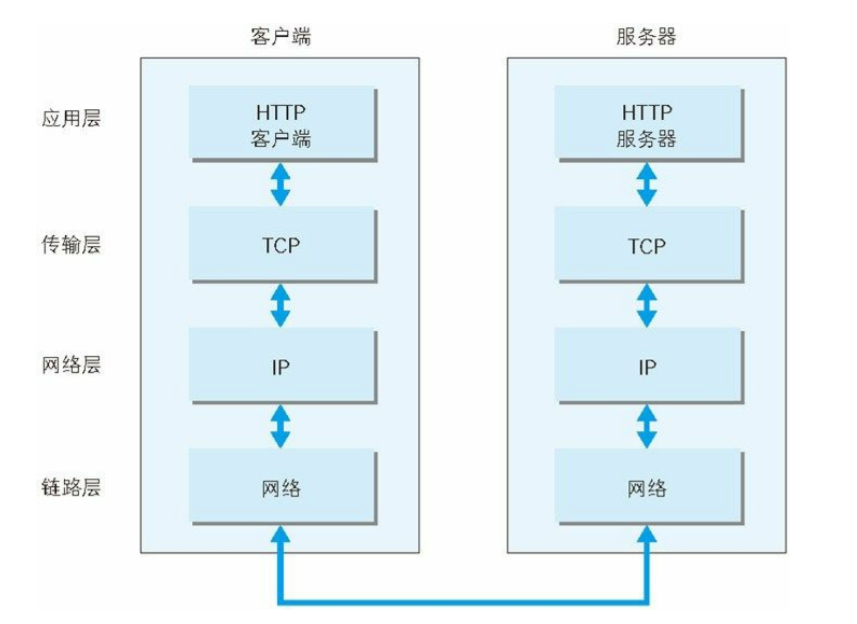 客户端 服务器
应用层
HTTP
客户端
HTTP
服务器
传输层 TCP TCP
网络层 IP IP
链路层 网络 网络